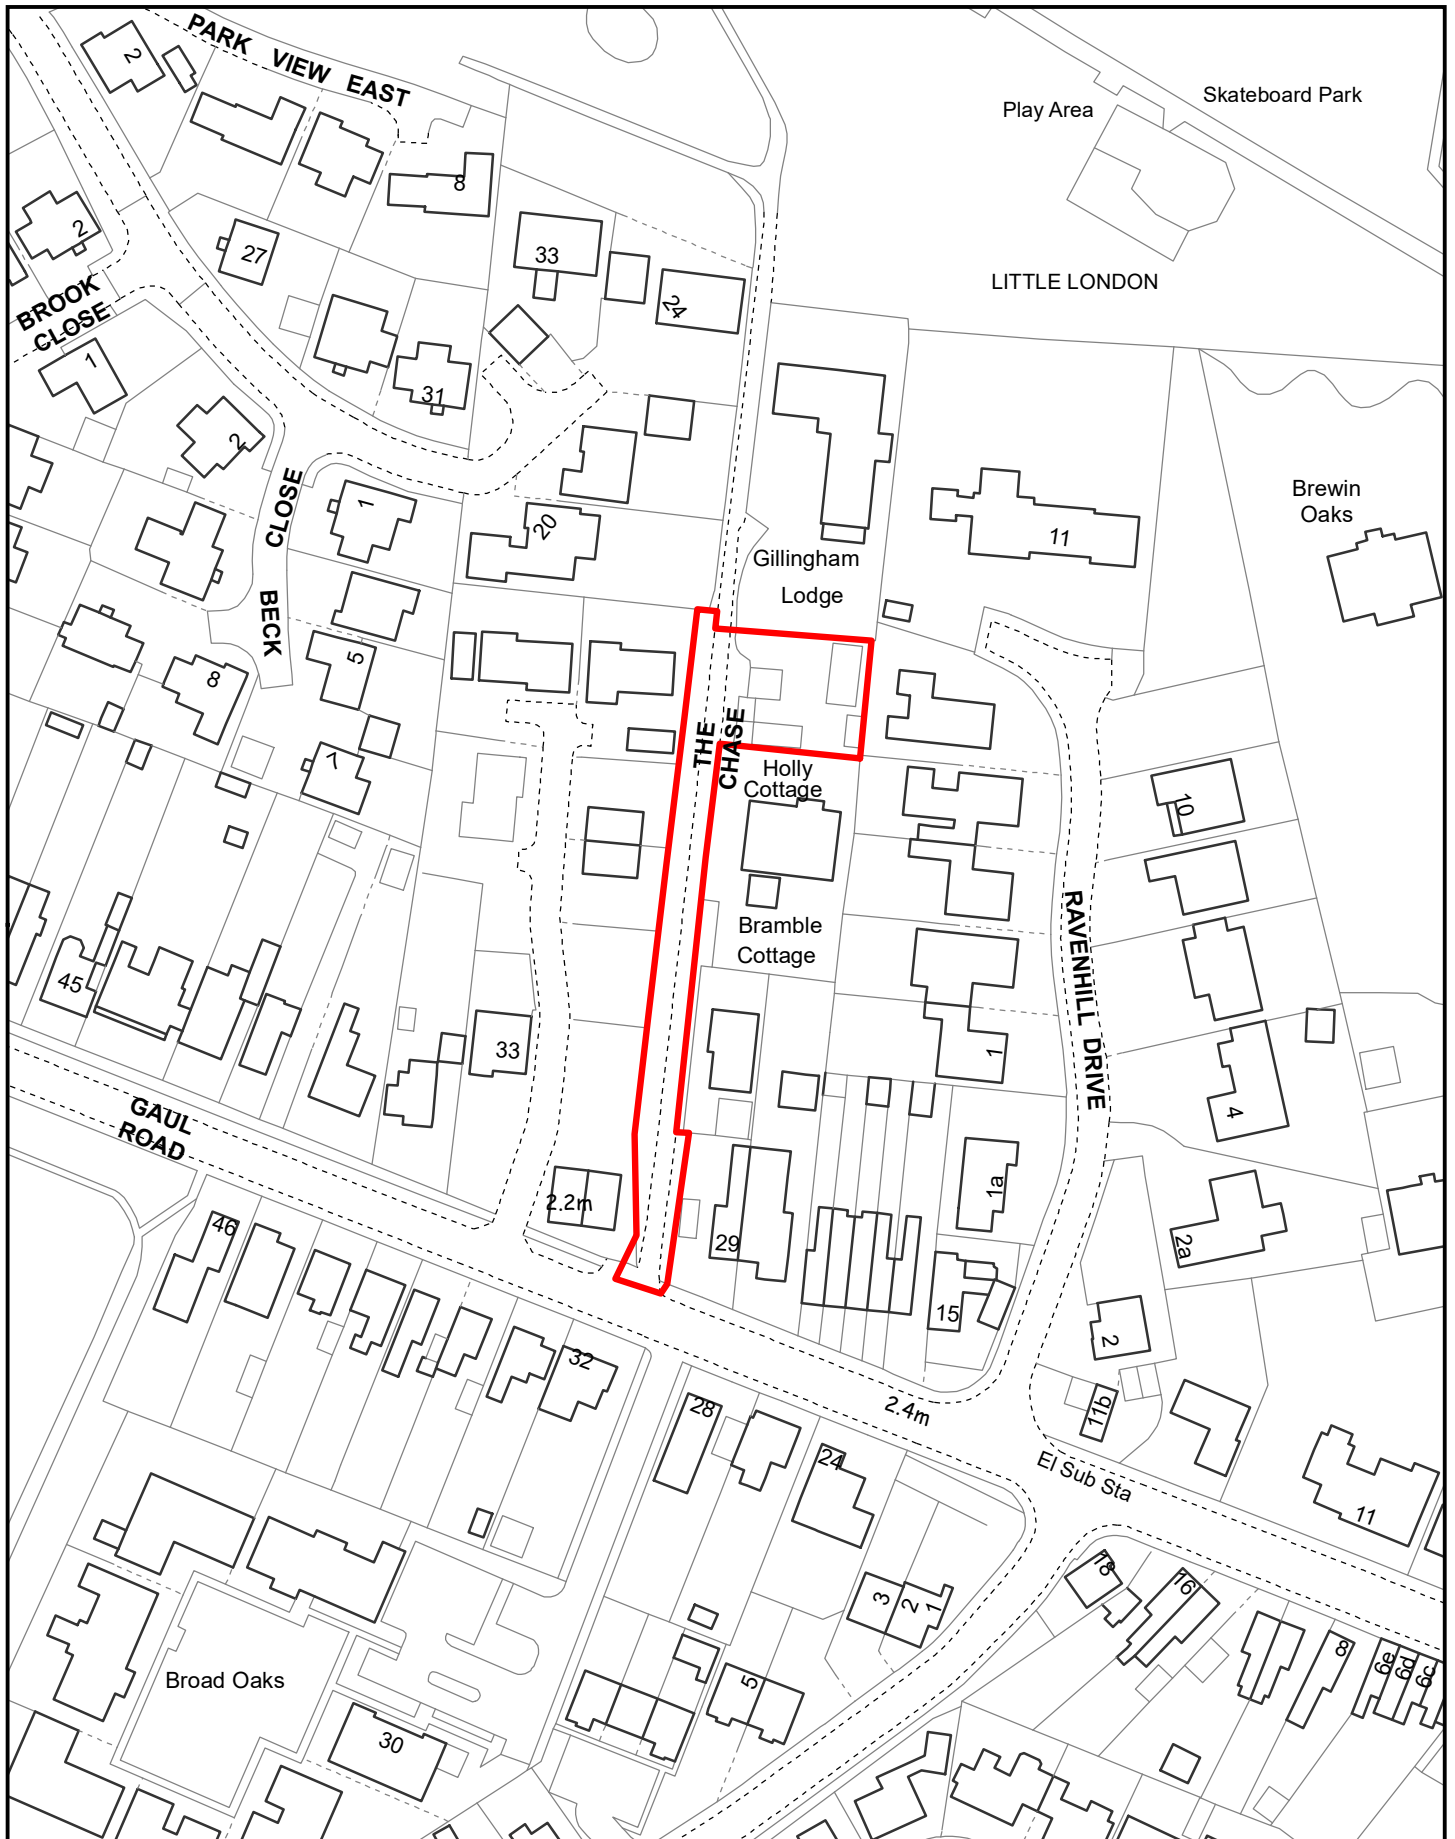 PARK VIEW EAST
2
Skateboard Park
Play Area
8
2
27
33
LITTLE LONDON
24
BROOK
CLOSE
1
31
2
Brewin
Oaks
1
CLOSE
20
11
Gillingham
Lodge
BECK
5
8
7
THE
CHASE
Holly
Cottage
10
Bramble
Cottage
RAVENHILL DRIVE
45
33
1
4
GAUL
ROAD
1a
2.2m
46
29
2a
15
2
32
28
2.4m
11b
24
El Sub Sta
11
18
16
3
2
1
8
6e
6d
6c
Broad Oaks
5
30